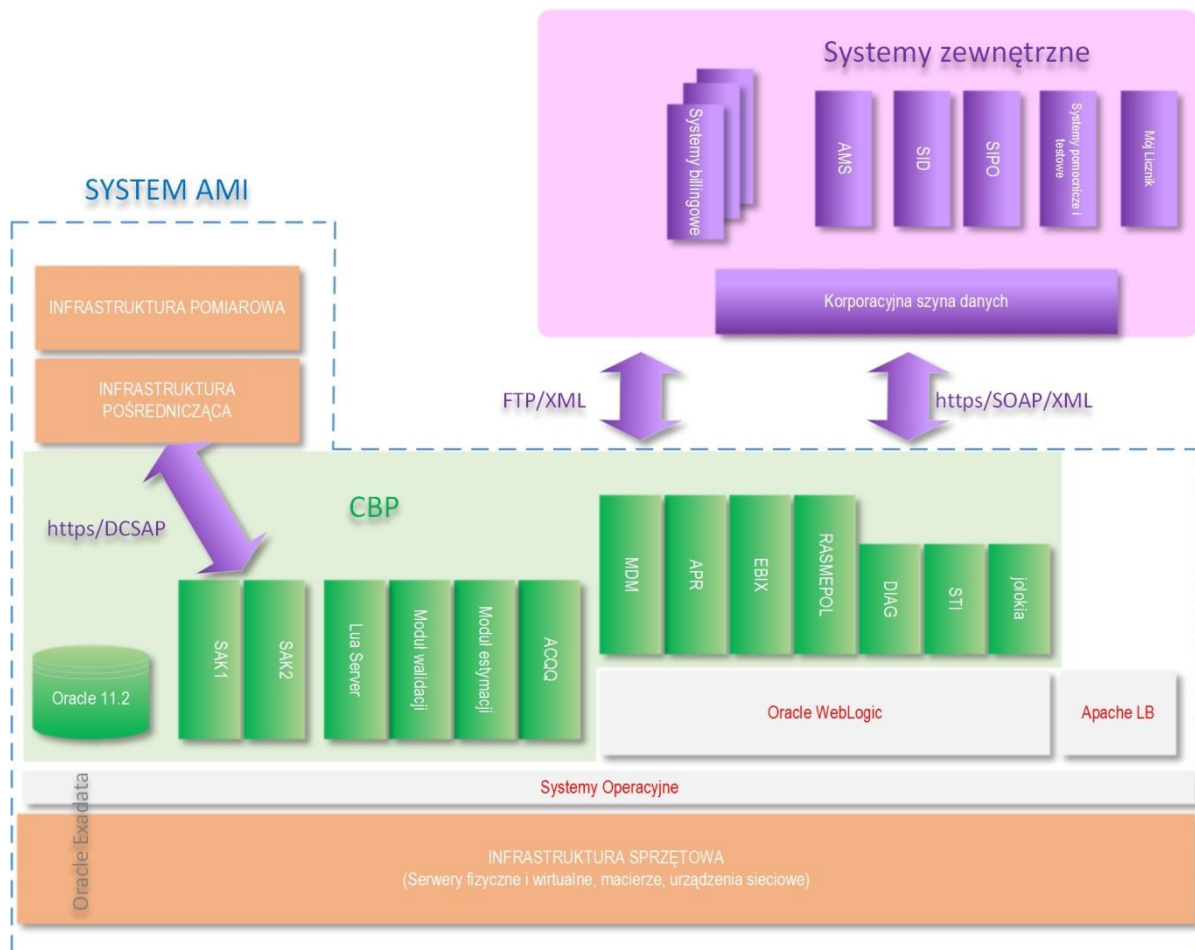 Systemy zewnętrzne
Systemy billingowe
AMS
SID
SIPO
Systemy pomocnicze i
testowe
Mój Licznik
Korporacyjna szyna danych
SYSTEM AMI
INFRASTRUKTURA POMIAROWA
INFRASTRUKTURA
POŚREDNICZĄCA
FTP/XML
https/SOAP/XML
https/DCSAP
CBP
MDM
APR
EBIX
RASMEPOL
DIAG
STI
jolokia
Oracle 11.2
SAK1
SAK2
Lua Server
Moduł walidacji
Moduł estymacji
ACQQ
Oracle WebLogic
Apache LB
Systemy Operacyjne
Oracle Exadata
INFRASTRUKTURA SPRZĘTOWA
(Serwery fizyczne i wirtualne, macierze, urządzenia sieciowe)